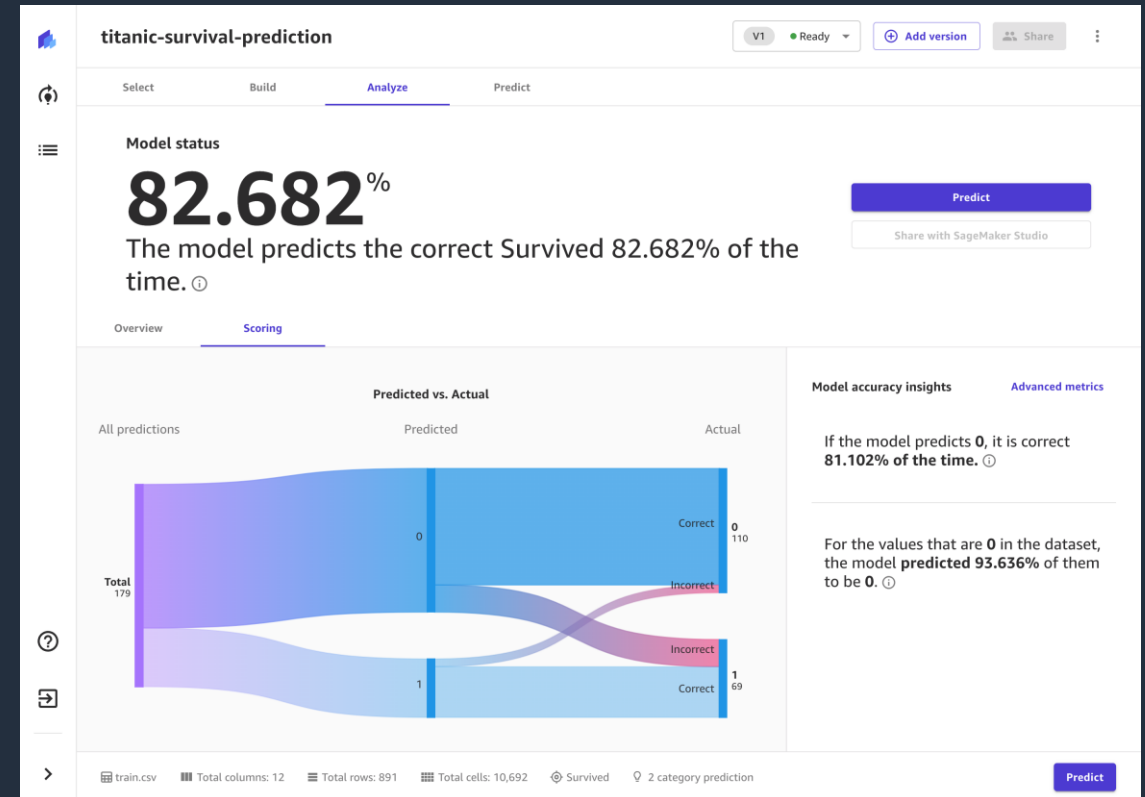 titanic-survival-prediction
V1 Ready
Add version
Share
Select Build Analyze Predict
Model status
82.682%
The model predicts the correct Survived 82.682% of the
time.
Predict
Share with SageMaker Studio
Overview Scoring
Predicted vs. Actual
All predictions Predicted Actual
Total
179
0
1
Correct
0
110
Incorrect
Incorrect
1
69
Correct
Model accuracy insights Advanced metrics
If the model predicts 0, it is correct
81.102% of the time.
For the values that are 0 in the dataset,
the model predicted 93.636% of them
to be 0.
train.csv Total columns: 12 Total rows: 891 Total cells: 10,692 Survived 2 category prediction
Predict